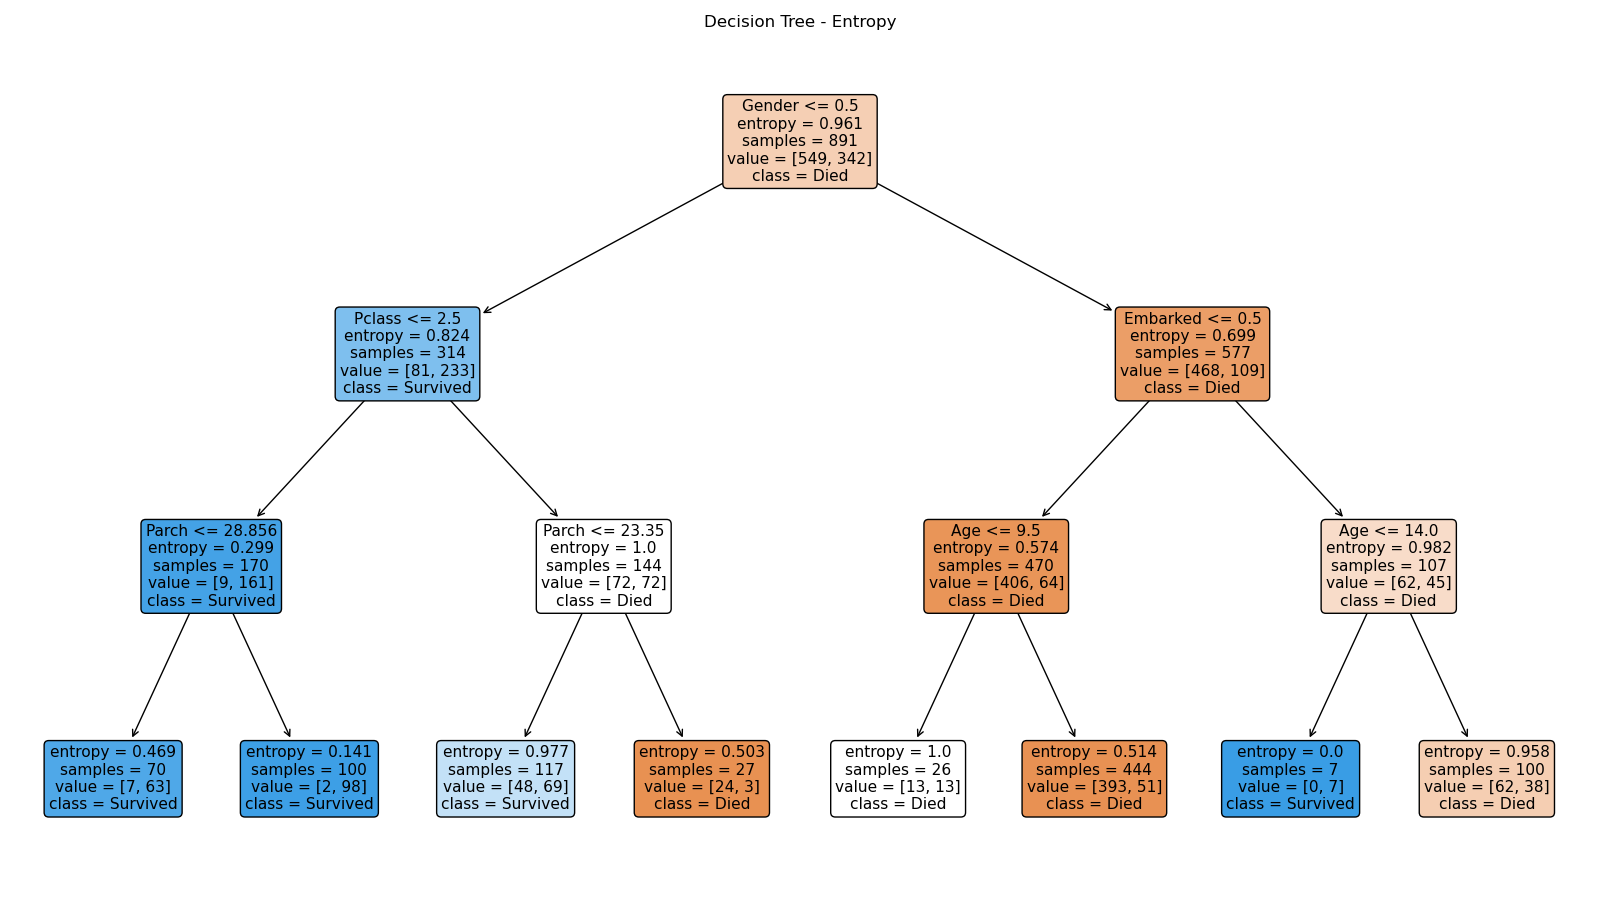 Decision Tree - Entropy
Gender <= 0.5
entropy = 0.961
samples = 891
value = [549, 342]
class = Died
Pclass <= 2.5
entropy = 0.824
samples = 314
value = [81, 233]
class = Survived
Embarked <= 0.5
entropy = 0.699
samples = 577
value = [468, 109]
class = Died
Parch <= 28.856
entropy = 0.299
samples = 170
value = [9, 161]
class = Survived
Parch <= 23.35
entropy = 1.0
samples = 144
value = [72, 72]
class = Died
Age <= 9.5
entropy = 0.574
samples = 470
value = [406, 64]
class = Died
Age <= 14.0
entropy = 0.982
samples = 107
value = [62, 45]
class = Died
entropy = 0.469
samples = 70
value = [7, 63]
class = Survived
entropy = 0.141
samples = 100
value = [2, 98]
class = Survived
entropy = 0.977
samples = 117
value = [48, 69]
class = Survived
entropy = 0.503
samples = 27
value = [24, 3]
class = Died
entropy = 1.0
samples = 26
value = [13, 13]
class = Died
entropy = 0.514
samples = 444
value = [393, 51]
class = Died
entropy = 0.0
samples = 7
value = [0, 7]
class = Survived
entropy = 0.958
samples = 100
value = [62, 38]
class = Died